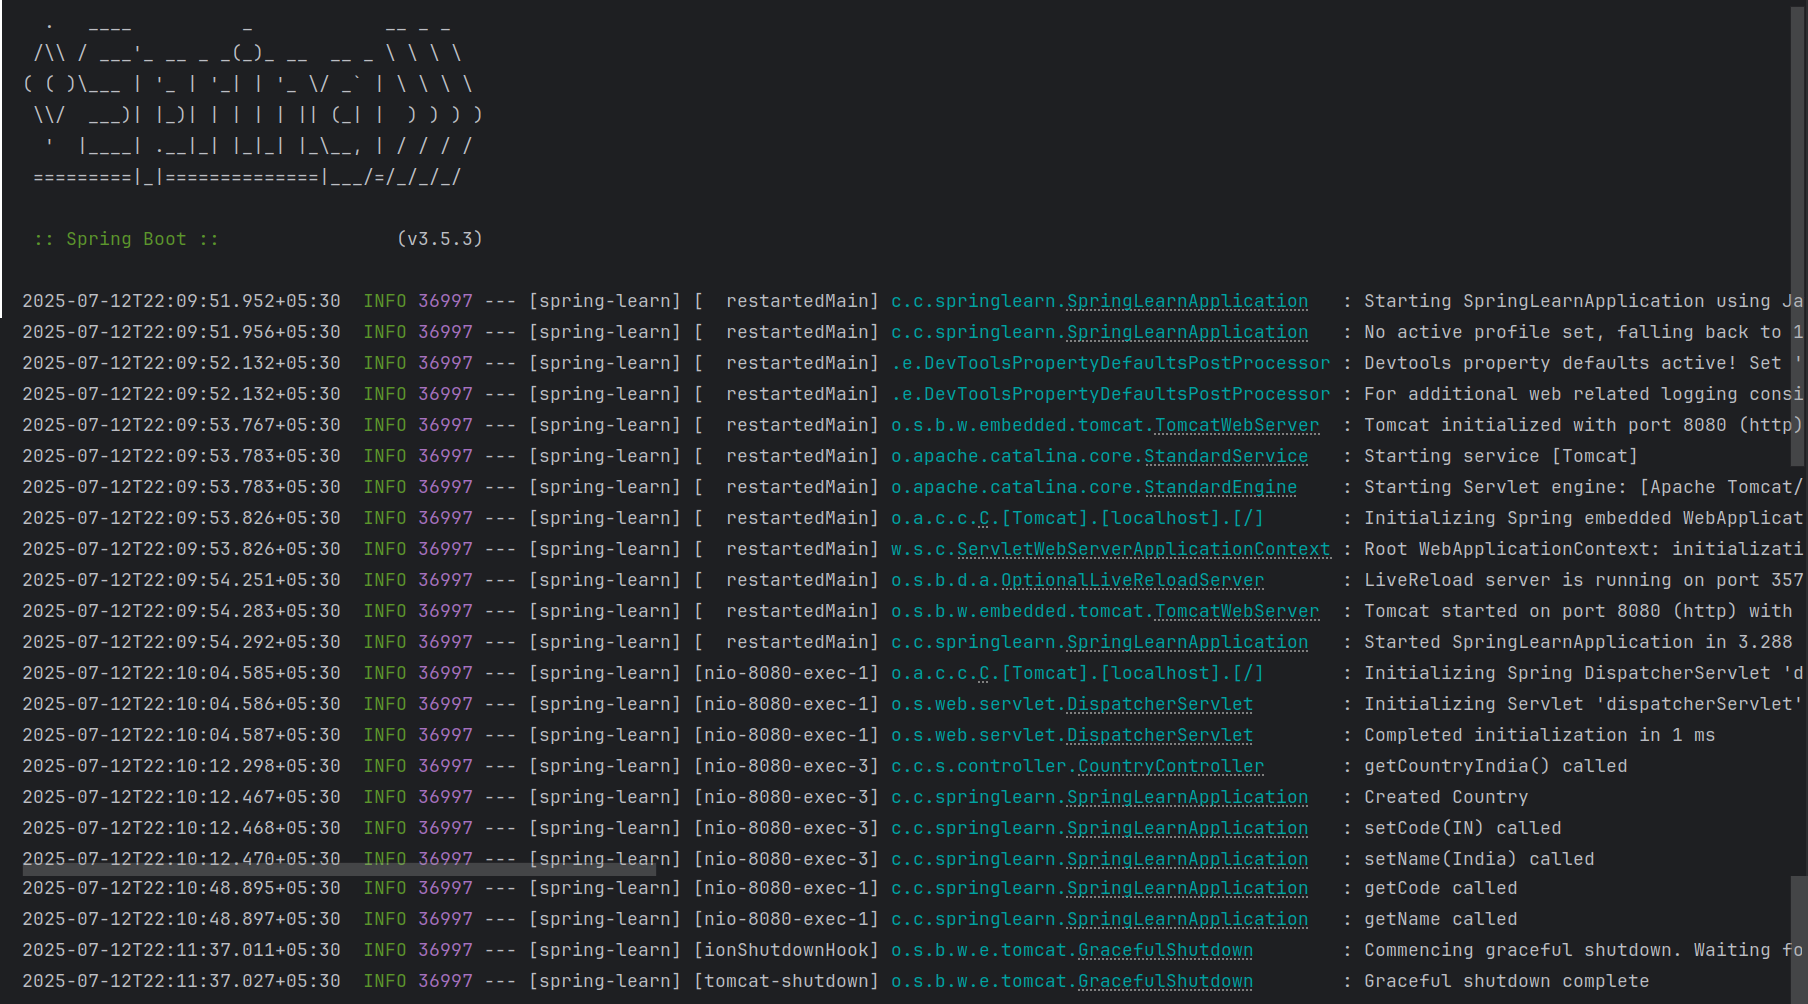 .   ____          _            __ _ _
 /\\ / ___'_ __ _ _(_)_ __  __ _ \ \ \ \
( ( )\___ | '_ | '_| | '_ \/ _` | \ \ \ \
 \\/  ___)| |_)| | | | | || (_| |  ) ) ) )
  '  |____| .__|_| |_|_| |_\__, | / / / /
 =========|_|==============|___/=/_/_/_/

 :: Spring Boot ::                (v3.5.3)

2025-07-12T22:09:51.952+05:30  INFO 36997 --- [spring-learn] [  restartedMain] c.c.springlearn.SpringLearnApplication   : Starting SpringLearnApplication using Ja
2025-07-12T22:09:51.956+05:30  INFO 36997 --- [spring-learn] [  restartedMain] c.c.springlearn.SpringLearnApplication   : No active profile set, falling back to 1
2025-07-12T22:09:52.132+05:30  INFO 36997 --- [spring-learn] [  restartedMain] .e.DevToolsPropertyDefaultsPostProcessor : Devtools property defaults active! Set '
2025-07-12T22:09:52.132+05:30  INFO 36997 --- [spring-learn] [  restartedMain] .e.DevToolsPropertyDefaultsPostProcessor : For additional web related logging consi
2025-07-12T22:09:53.767+05:30  INFO 36997 --- [spring-learn] [  restartedMain] o.s.b.w.embedded.tomcat.TomcatWebServer  : Tomcat initialized with port 8080 (http)
2025-07-12T22:09:53.783+05:30  INFO 36997 --- [spring-learn] [  restartedMain] o.apache.catalina.core.StandardService   : Starting service [Tomcat]
2025-07-12T22:09:53.783+05:30  INFO 36997 --- [spring-learn] [  restartedMain] o.apache.catalina.core.StandardEngine    : Starting Servlet engine: [Apache Tomcat/
2025-07-12T22:09:53.826+05:30  INFO 36997 --- [spring-learn] [  restartedMain] o.a.c.c.C.[Tomcat].[localhost].[/]       : Initializing Spring embedded WebApplicat
2025-07-12T22:09:53.826+05:30  INFO 36997 --- [spring-learn] [  restartedMain] w.s.c.ServletWebServerApplicationContext : Root WebApplicationContext: initializati
2025-07-12T22:09:54.251+05:30  INFO 36997 --- [spring-learn] [  restartedMain] o.s.b.d.a.OptionalLiveReloadServer       : LiveReload server is running on port 357
2025-07-12T22:09:54.283+05:30  INFO 36997 --- [spring-learn] [  restartedMain] o.s.b.w.embedded.tomcat.TomcatWebServer  : Tomcat started on port 8080 (http) with
2025-07-12T22:09:54.292+05:30  INFO 36997 --- [spring-learn] [  restartedMain] c.c.springlearn.SpringLearnApplication   : Started SpringLearnApplication in 3.288
2025-07-12T22:10:04.585+05:30  INFO 36997 --- [spring-learn] [nio-8080-exec-1] o.a.c.c.C.[Tomcat].[localhost].[/]       : Initializing Spring DispatcherServlet 'd
2025-07-12T22:10:04.586+05:30  INFO 36997 --- [spring-learn] [nio-8080-exec-1] o.s.web.servlet.DispatcherServlet        : Initializing Servlet 'dispatcherServlet'
2025-07-12T22:10:04.587+05:30  INFO 36997 --- [spring-learn] [nio-8080-exec-1] o.s.web.servlet.DispatcherServlet        : Completed initialization in 1 ms
2025-07-12T22:10:12.298+05:30  INFO 36997 --- [spring-learn] [nio-8080-exec-3] c.c.s.controller.CountryController       : getCountryIndia() called
2025-07-12T22:10:12.467+05:30  INFO 36997 --- [spring-learn] [nio-8080-exec-3] c.c.springlearn.SpringLearnApplication   : Created Country
2025-07-12T22:10:12.468+05:30  INFO 36997 --- [spring-learn] [nio-8080-exec-3] c.c.springlearn.SpringLearnApplication   : setCode(IN) called
2025-07-12T22:10:12.470+05:30  INFO 36997 --- [spring-learn] [nio-8080-exec-3] c.c.springlearn.SpringLearnApplication   : setName(India) called
2025-07-12T22:10:48.895+05:30  INFO 36997 --- [spring-learn] [nio-8080-exec-1] c.c.springlearn.SpringLearnApplication   : getCode called
2025-07-12T22:10:48.897+05:30  INFO 36997 --- [spring-learn] [nio-8080-exec-1] c.c.springlearn.SpringLearnApplication   : getName called
2025-07-12T22:11:37.011+05:30  INFO 36997 --- [spring-learn] [ionShutdownHook] o.s.b.w.e.tomcat.GracefulShutdown        : Commencing graceful shutdown. Waiting fo
2025-07-12T22:11:37.027+05:30  INFO 36997 --- [spring-learn] [tomcat-shutdown] o.s.b.w.e.tomcat.GracefulShutdown        : Graceful shutdown complete